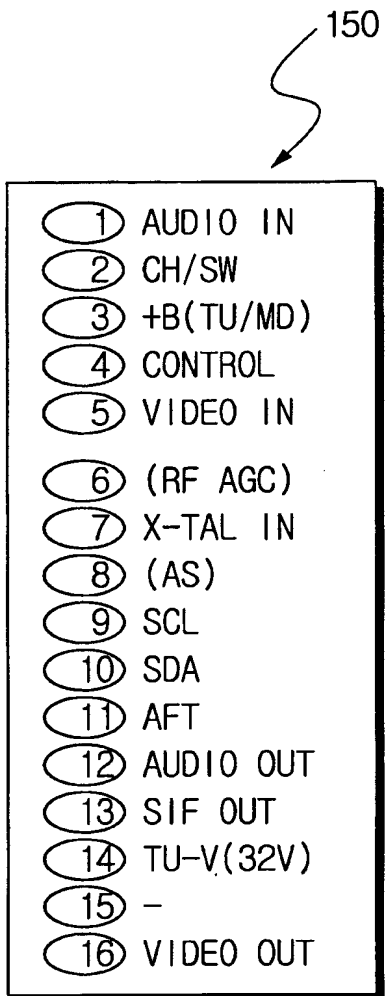 150
1 AUDIO IN
2 CH/SW
3 +B(TU/MD)
4 CONTROL
5 VIDEO IN
6 (RF AGC)
7 X-TAL IN
8 (AS)
9 SCL
10 SDA
11 AFT
12 AUDIO OUT
13 SIF OUT
14 TU-V(32V)
15 -
16 VIDEO OUT